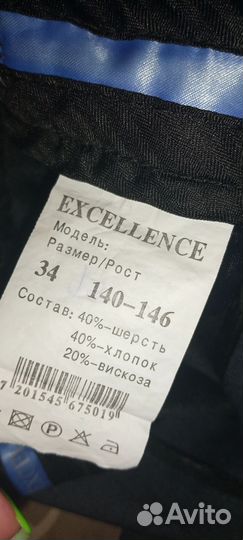 EXCELLENCE
Модель:
Размер/Рост
34 140-146
Состав: 40%-шерсть
40%-хлопок
20%-вискоза
7 201545 675019
P
Avito